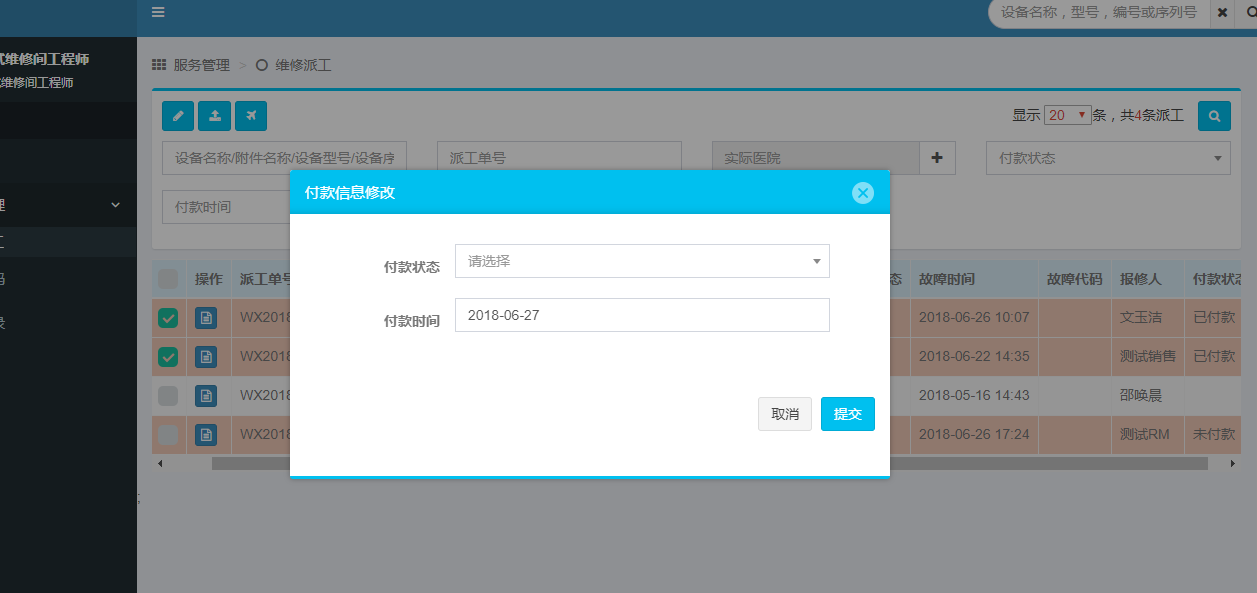 设备名称，型号，编号或序列号
维修间工程师
维修间工程师
服务管理 > 维修派工
显示 20 条，共4条派工
设备名称/附件名称/设备型号/设备序
派工单号
实际医院
付款状态
付款时间
付款信息修改
付款状态 请选择
付款时间 2018-06-27
取消 提交
操作 派工单号 态 故障时间 故障代码 报修人 付款状态
WX2018 2018-06-26 10:07 文玉洁 已付款
WX2018 2018-06-22 14:35 测试销售 已付款
WX2018 2018-05-16 14:43 邵唤晨
WX2018 2018-06-26 17:24 测试RM 未付款